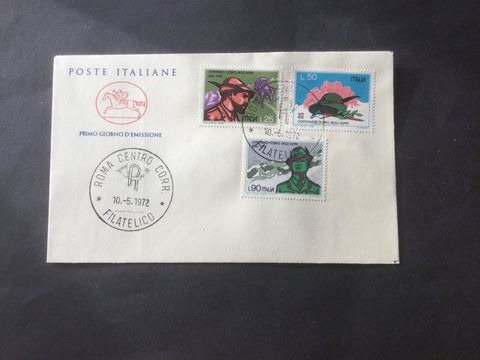 POSTE ITALIANE
PRIMO GIORNO D'EMISSIONE
ROMA CENTRO CORR.
10.-5.1972
FILATELICO
L.25
ITALIA
L.50
ITALIA
L.90 ITALIA
10.-5.1972
FILATELICO